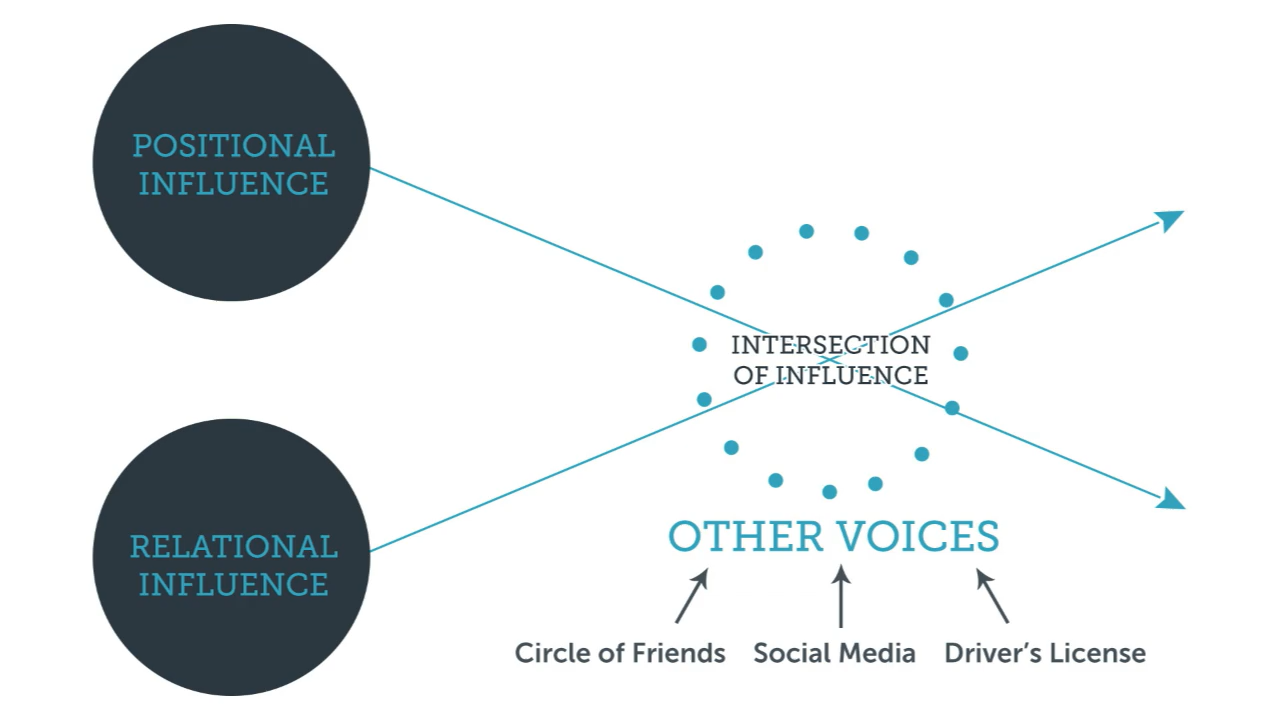 POSITIONAL
INFLUENCE
INTERSECTION
OF INFLUENCE
RELATIONAL
INFLUENCE
OTHER VOICES
Circle of Friends
Social Media
Driver’s License